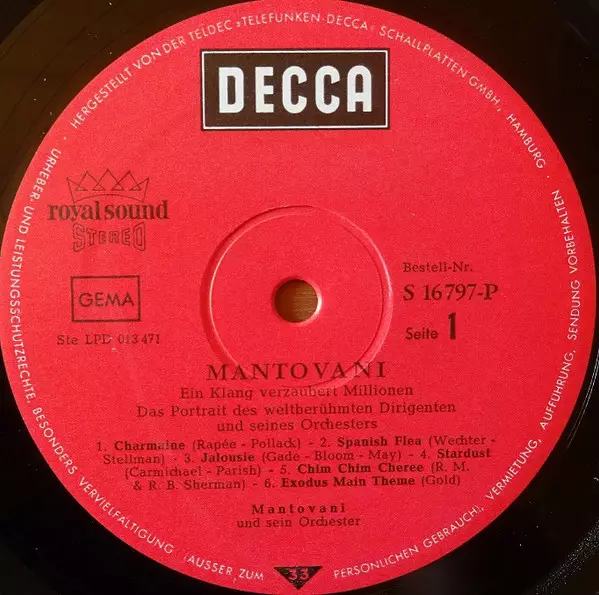 HERGESTELLT VON DER TELDEC »TELEFUNKEN-DECCA« SCHALLPLATTEN GMBH., HAMBURG
DECCA
royal sound
STEREO
GEMA
Ste LPD 013 471
Bestell-Nr.
S 16 797-P
Seite 1
MANTOVANI
Ein Klang verzaubert Millionen
Das Portrait des weltberühmten Dirigenten
und seines Orchesters
1. Charmaine (Rapée - Pollack) - 2. Spanish Flea (Wechter -
Stellman) - 3. Jalousie (Gade - Bloom - May) - 4. Stardust
(Carmichael - Parish) - 5. Chim Chim Cheree (R. M.
& R. B. Sherman) - 6. Exodus Main Theme (Gold)
Mantovani
und sein Orchester
URHEBER- UND LEISTUNGSSCHUTZRECHTE, BESONDERS VERVIELFÄLTIGUNG (AUSSER ZUM PERSÖNLICHEN GEBRAUCH), VERMIETUNG, AUFFÜHRUNG, SENDUNG VORBEHALTEN
33